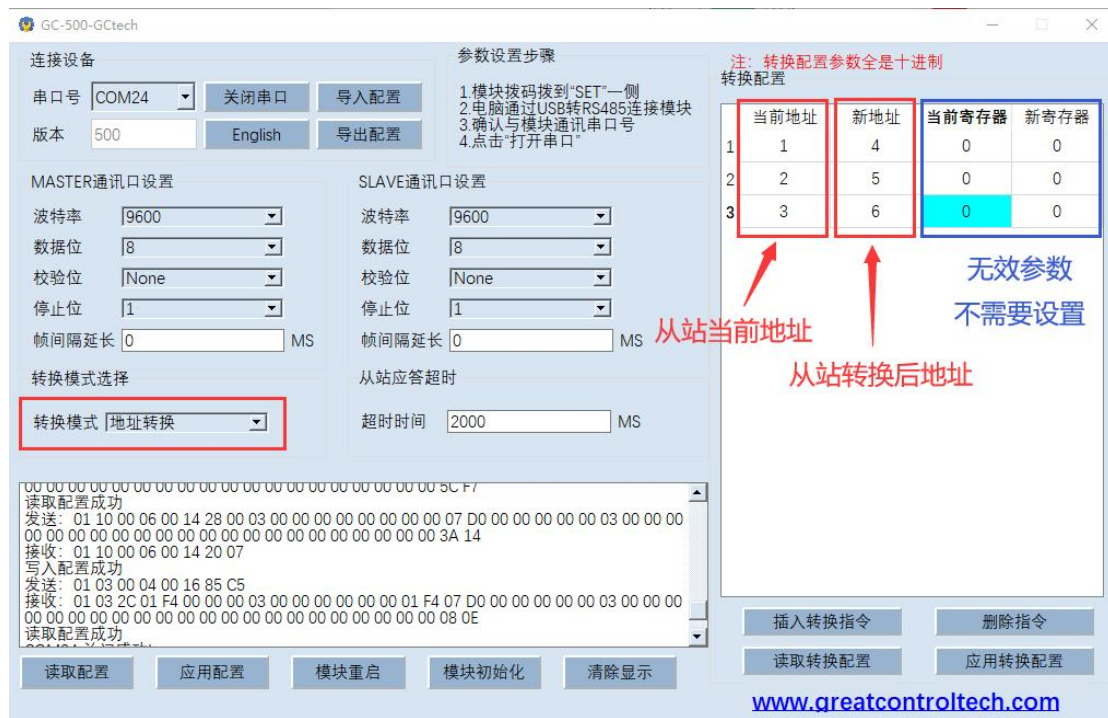 GC-500-GCtech
连接设备
串口号 COM24 关闭串口 导入配置
版本 500 English 导出配置
参数设置步骤
1.模块拨码拨到“SET”一侧
2.电脑通过USB转RS485连接模块
3.确认与模块通讯串口号
4.点击“打开串口”
MASTER通讯口设置
波特率 9600
数据位 8
校验位 None
停止位 1
帧间隔延长 0 MS
SLAVE通讯口设置
波特率 9600
数据位 8
校验位 None
停止位 1
帧间隔延长 0 MS
转换模式选择
转换模式 地址转换
从站应答超时
超时时间 2000 MS
注：转换配置参数全是十进制
转换配置
当前地址 新地址 当前寄存器 新寄存器
1 1 4 0 0
2 2 5 0 0
3 3 6 0 0
从站当前地址
从站转换后地址
无效参数
不需要设置
00 00 00 00 00 00 00 00 00 00 00 00 00 00 00 00 00 00 00 5C F7
读取配置成功
发送：01 10 00 06 00 14 28 00 03 00 00 00 00 00 00 00 00 07 D0 00 00 00 00 00 03 00 00 00
00 00 00 00 00 00 00 00 00 00 00 00 00 00 00 00 00 00 00 3A 14
接收：01 10 00 06 00 14 20 07
写入配置成功
发送：01 03 00 04 00 16 85 C5
接收：01 03 2C 01 F4 00 00 00 03 00 00 00 00 00 00 00 01 F4 07 D0 00 00 00 00 00 03 00 00 00
00 00 00 00 00 00 00 00 00 00 00 00 00 00 00 00 00 00 00 08 0E
读取配置成功
读取配置 应用配置 模块重启 模块初始化 清除显示
插入转换指令 删除指令
读取转换配置 应用转换配置
www.greatcontroltech.com